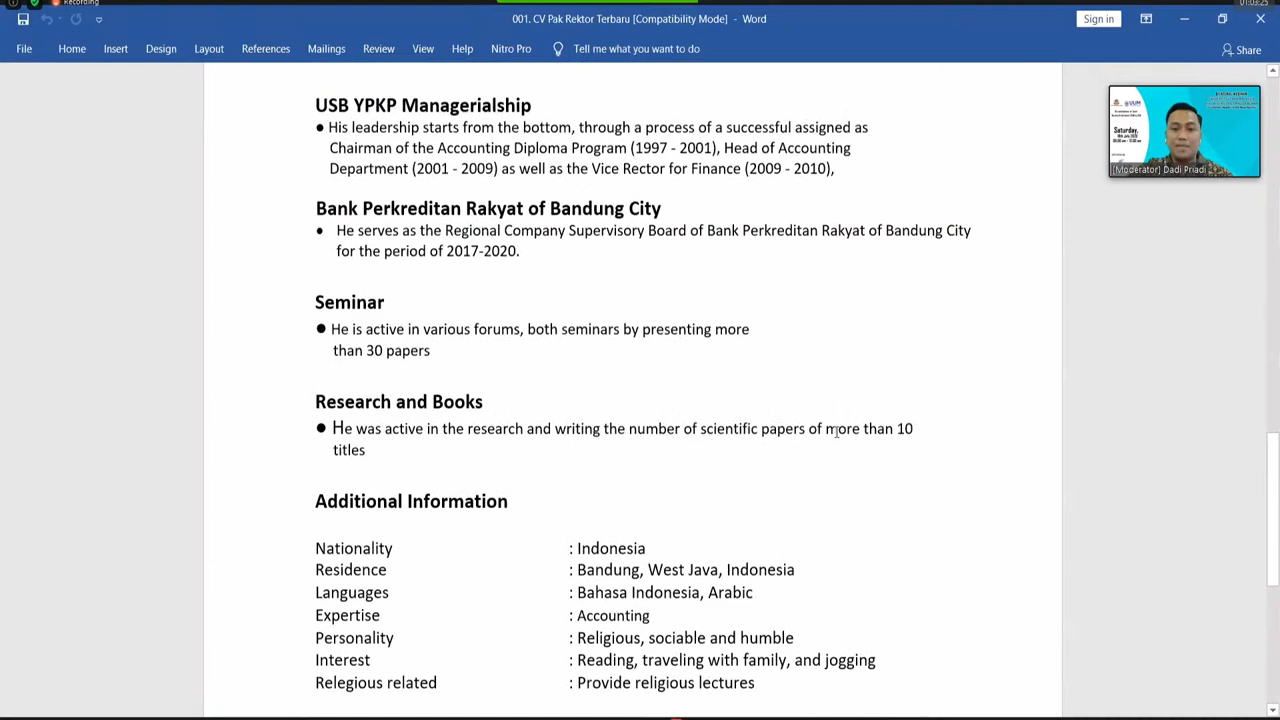 Recording
01:03:25
001. CV Pak Rektor Terbaru [Compatibility Mode] - Word
Sign in
File Home Insert Design Layout References Mailings Review View Help Nitro Pro Tell me what you want to do
Share
USB YPKP Managerialship
● His leadership starts from the bottom, through a process of a successful assigned as
Chairman of the Accounting Diploma Program (1997 - 2001), Head of Accounting
Department (2001 - 2009) as well as the Vice Rector for Finance (2009 - 2010),
Bank Perkreditan Rakyat of Bandung City
● He serves as the Regional Company Supervisory Board of Bank Perkreditan Rakyat of Bandung City
for the period of 2017-2020.
Seminar
● He is active in various forums, both seminars by presenting more
than 30 papers
Research and Books
● He was active in the research and writing the number of scientific papers of more than 10
titles
Additional Information
Nationality : Indonesia
Residence : Bandung, West Java, Indonesia
Languages : Bahasa Indonesia, Arabic
Expertise : Accounting
Personality : Religious, sociable and humble
Interest : Reading, traveling with family, and jogging
Relegious related : Provide religious lectures
UUM
Saturday,
[Moderator] Dadi Priadi